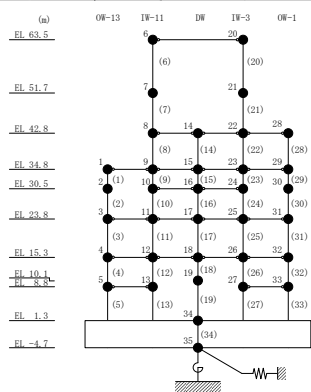 (m) OW-13 IW-11 DW IW-3 OW-1
EL 63.5 6 20
(6) (20)
EL 51.7 7 21
(7) (21)
EL 42.8 8 14 22 28
(8) (14) (22) (28)
EL 34.8 1 9 15 23 29
(1) (9) (15) (23) (29)
EL 30.5 2 10 16 24 30
(2) (10) (16) (24) (30)
EL 23.8 3 11 17 25 31
(3) (11) (17) (25) (31)
EL 15.3 4 12 18 26 32
(4) (12) (18) (26) (32)
EL 10.1 19
EL 8.8 5 13 27 33
(5) (13) (19) (27) (33)
EL 1.3 34
(34)
EL -4.7 35